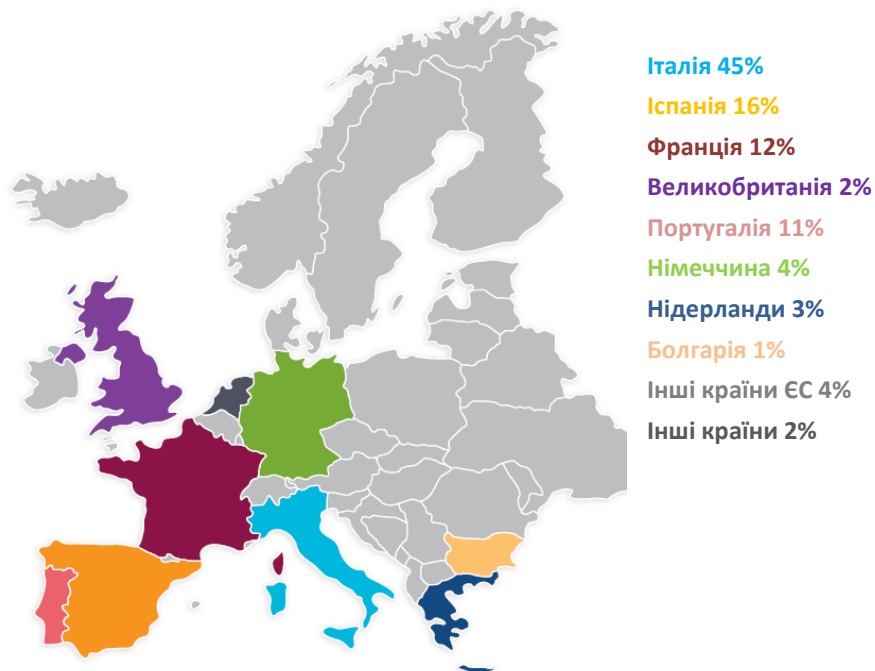 Італія 45%
Іспанія 16%
Франція 12%
Великобританія 2%
Португалія 11%
Німеччина 4%
Нідерланди 3%
Болгарія 1%
Інші країни ЄС 4%
Інші країни 2%